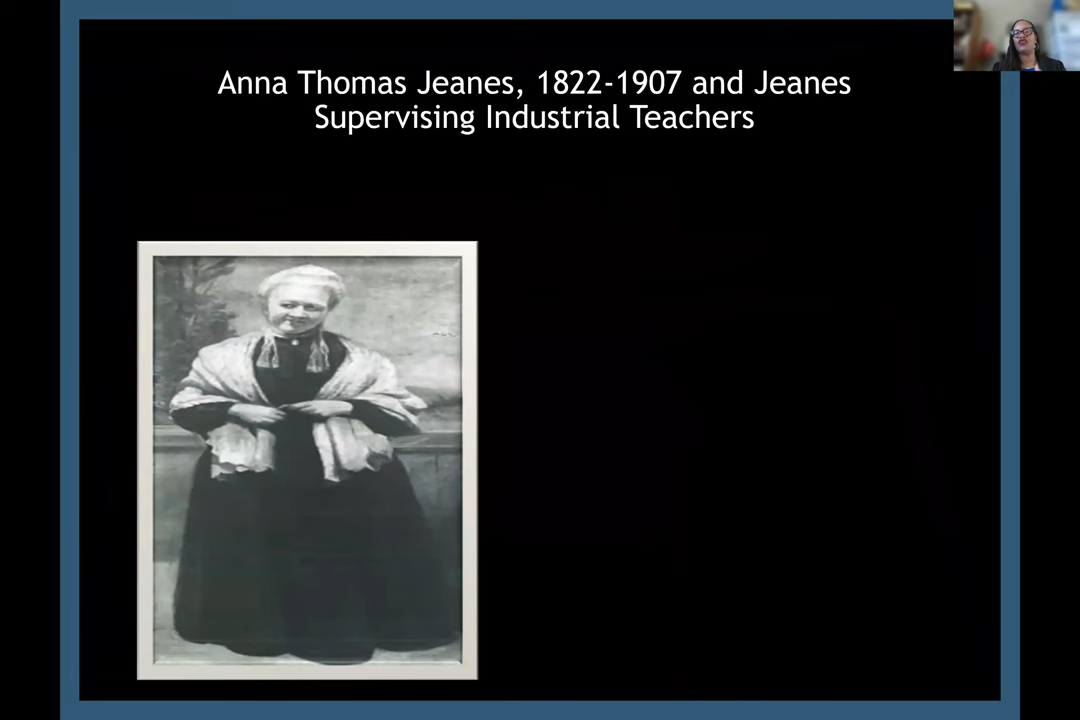 Anna Thomas Jeanes, 1822-1907 and Jeanes
Supervising Industrial Teachers